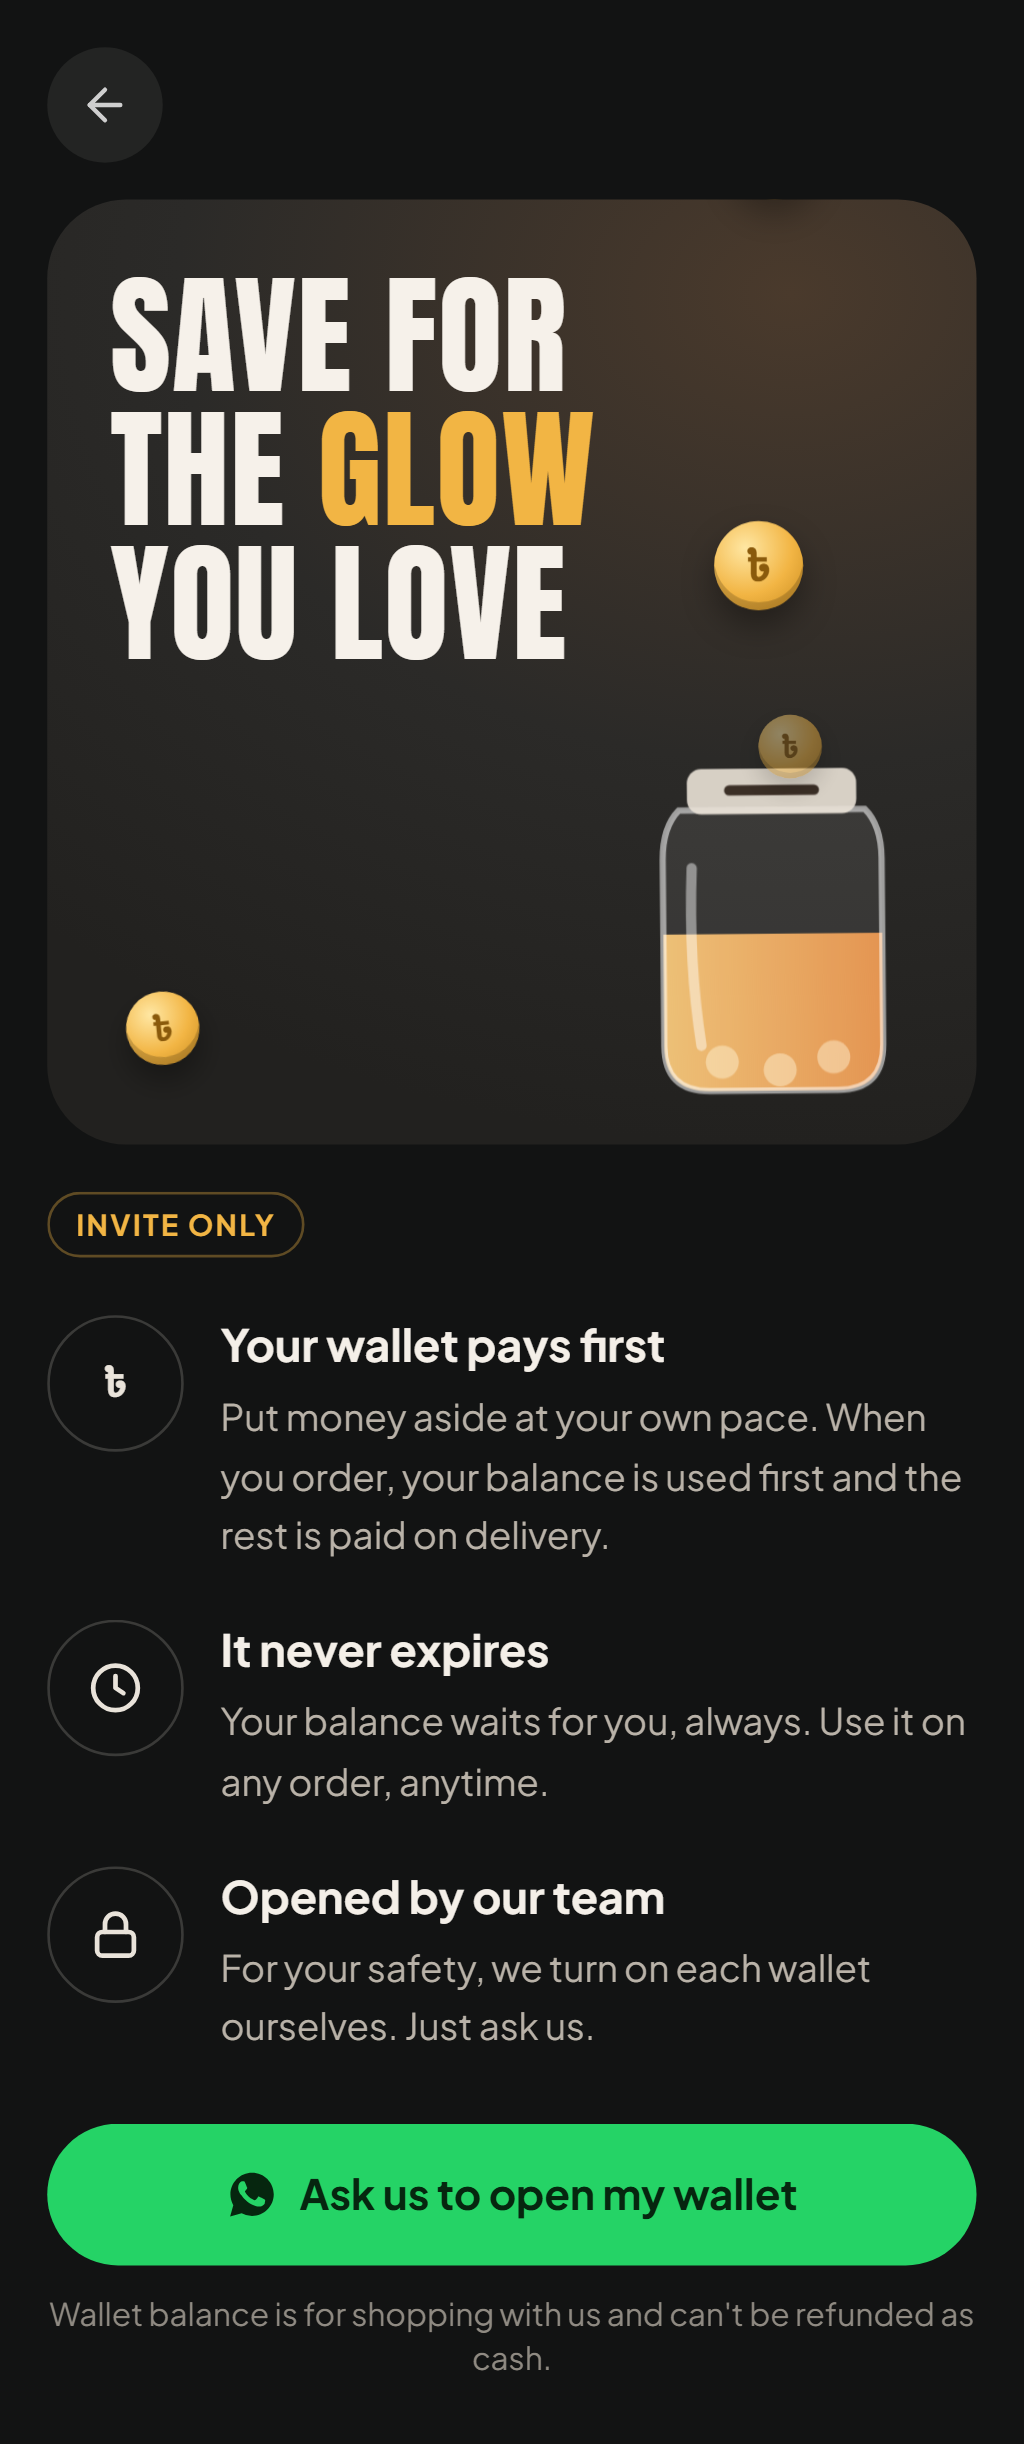 SAVE FOR
THE GLOW
YOU LOVE
৳
৳
৳
INVITE ONLY
৳
Your wallet pays first
Put money aside at your own pace. When
you order, your balance is used first and the
rest is paid on delivery.
It never expires
Your balance waits for you, always. Use it on
any order, anytime.
Opened by our team
For your safety, we turn on each wallet
ourselves. Just ask us.
Ask us to open my wallet
Wallet balance is for shopping with us and can't be refunded as
cash.